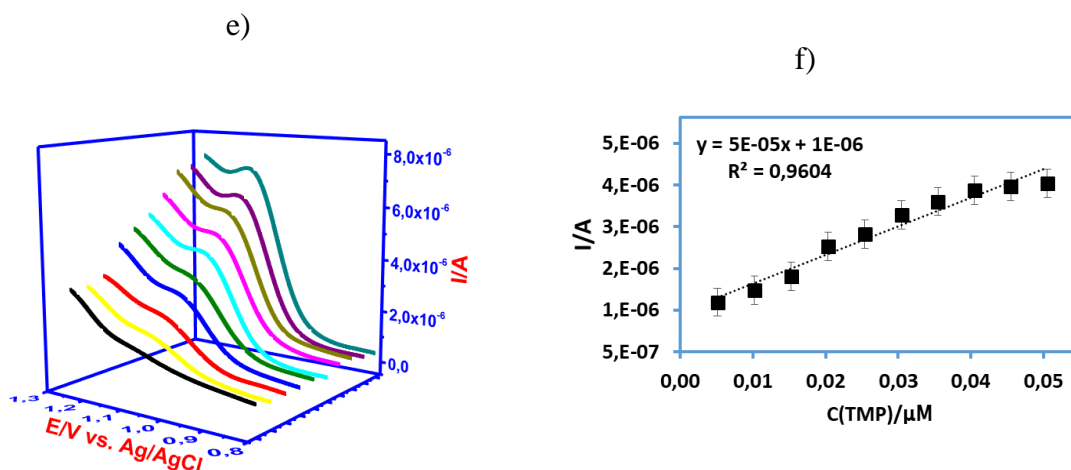 e)
f)
8,0x10⁻⁶
6,0x10⁻⁶
4,0x10⁻⁶
2,0x10⁻⁶
0,0
I/A
1,3
1,2
1,1
1,0
0,9
0,8
E/V vs. Ag/AgCl
y = 5E-05x + 1E-06
R² = 0,9604
5,E-06
4,E-06
3,E-06
2,E-06
1,E-06
5,E-07
I/A
0,00 0,01 0,02 0,03 0,04 0,05
C(TMP)/µM